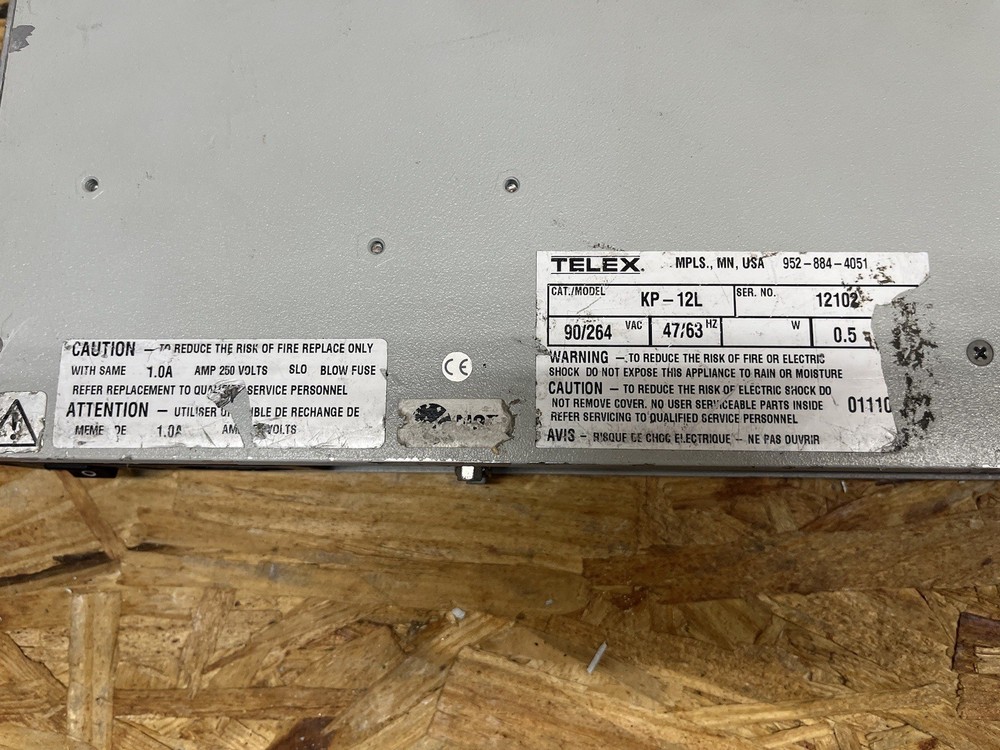 TELEX. MPLS., MN, USA 952-884-4051
CAT./MODEL KP-12L SER. NO. 12102
90/264 VAC 47/63 HZ W 0.5
WARNING -.TO REDUCE THE RISK OF FIRE OR ELECTRIC
SHOCK DO NOT EXPOSE THIS APPLIANCE TO RAIN OR MOISTURE
CAUTION - TO REDUCE THE RISK OF ELECTRIC SHOCK DO
NOT REMOVE COVER. NO USER SERVICEABLE PARTS INSIDE 01110
REFER SERVICING TO QUALIFIED SERVICE PERSONNEL
AVIS - RISQUE DE CHOC ELECTRIQUE - NE PAS OUVRIR
CAUTION - TO REDUCE THE RISK OF FIRE REPLACE ONLY
WITH SAME 1.0A AMP 250 VOLTS SLO BLOW FUSE
REFER REPLACEMENT TO SERVICE PERSONNEL
ATTENTION - UTILISER DE RECHANGE DE
MEME DE 1.0A VOLTS
CE